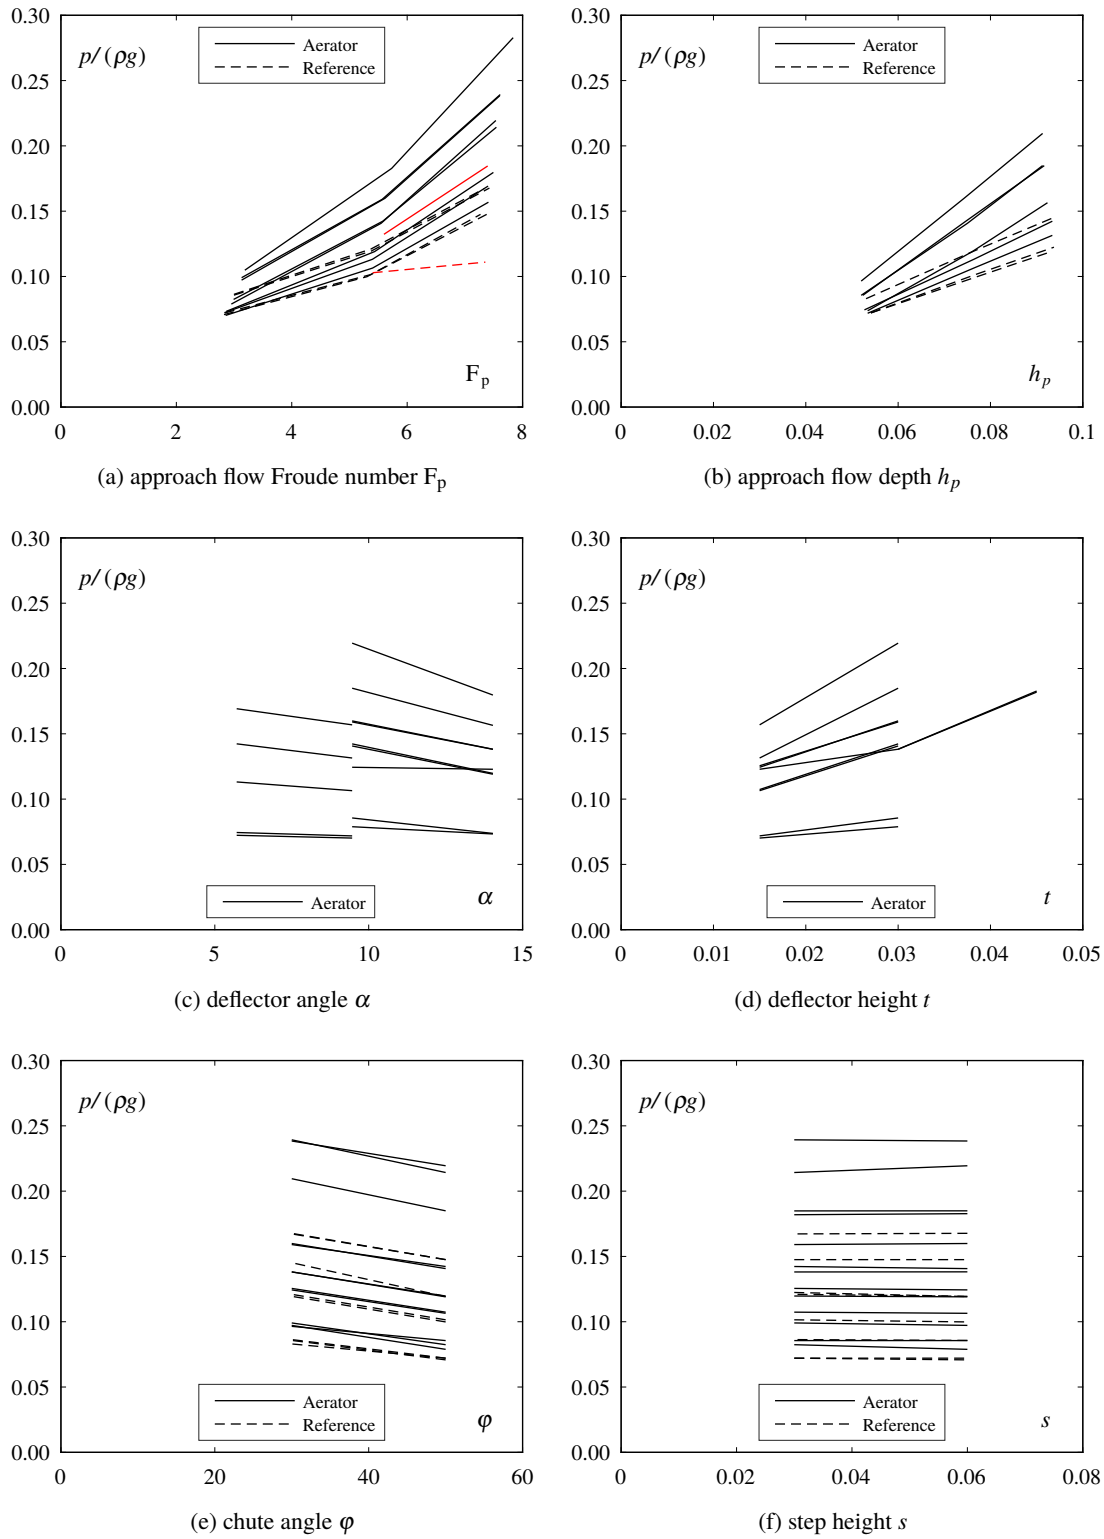 0.30
p/(ρg)
Aerator
Reference
0.25
0.20
0.15
0.10
0.05
F_p
0.00
0 2 4 6 8
(a) approach flow Froude number F_p
0.30
p/(ρg)
Aerator
Reference
0.25
0.20
0.15
0.10
0.05
h_p
0.00
0 0.02 0.04 0.06 0.08 0.1
(b) approach flow depth h_p
0.30
p/(ρg)
0.25
0.20
0.15
0.10
0.05
Aerator
α
0.00
0 5 10 15
(c) deflector angle α
0.30
p/(ρg)
0.25
0.20
0.15
0.10
0.05
Aerator
t
0.00
0 0.01 0.02 0.03 0.04 0.05
(d) deflector height t
0.30
p/(ρg)
0.25
0.20
0.15
0.10
0.05
Aerator
Reference
φ
0.00
0 20 40 60
(e) chute angle φ
0.30
p/(ρg)
0.25
0.20
0.15
0.10
0.05
Aerator
Reference
s
0.00
0 0.02 0.04 0.06 0.08
(f) step height s